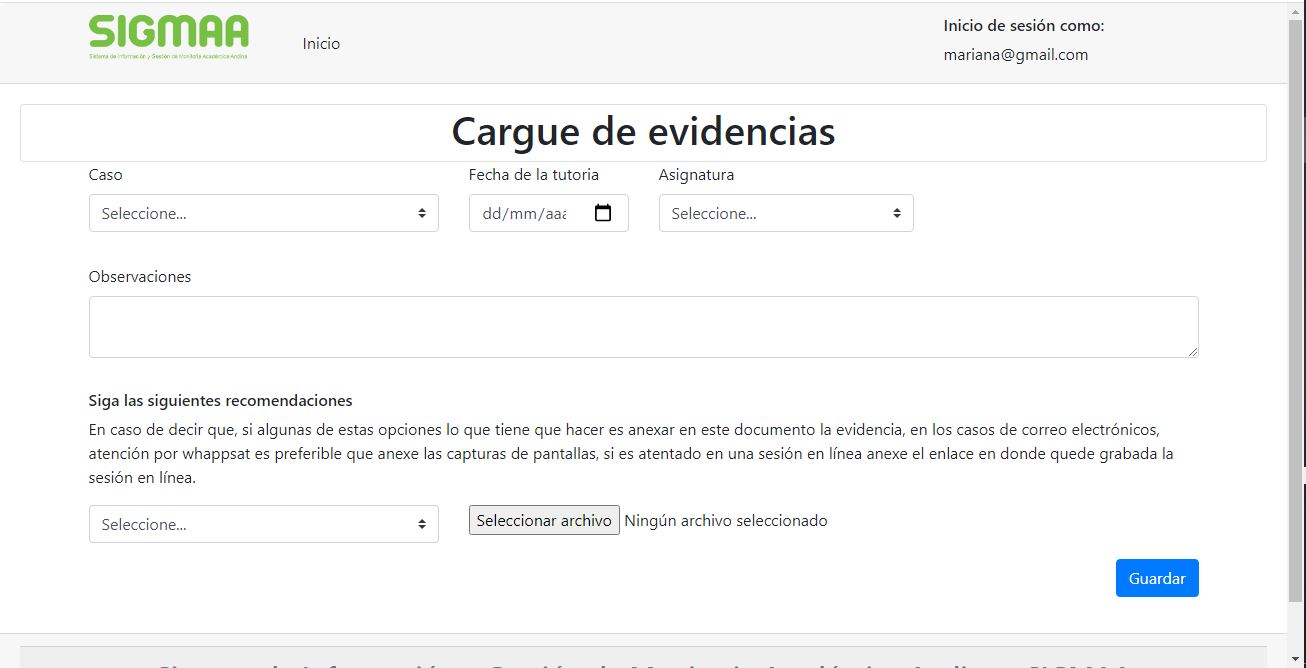 SIGMAA
Sistema de Información y Gestión de Monitoría Académica Andina
Inicio
Inicio de sesión como:
mariana@gmail.com
Cargue de evidencias
Caso
Fecha de la tutoria
Asignatura
Seleccione...
dd/mm/aaa
Seleccione...
Observaciones
Siga las siguientes recomendaciones
En caso de decir que, si algunas de estas opciones lo que tiene que hacer es anexar en este documento la evidencia, en los casos de correo electrónicos,
atención por whappsat es preferible que anexe las capturas de pantallas, si es atentado en una sesión en línea anexe el enlace en donde quede grabada la
sesión en línea.
Seleccione...
Seleccionar archivo Ningún archivo seleccionado
Guardar